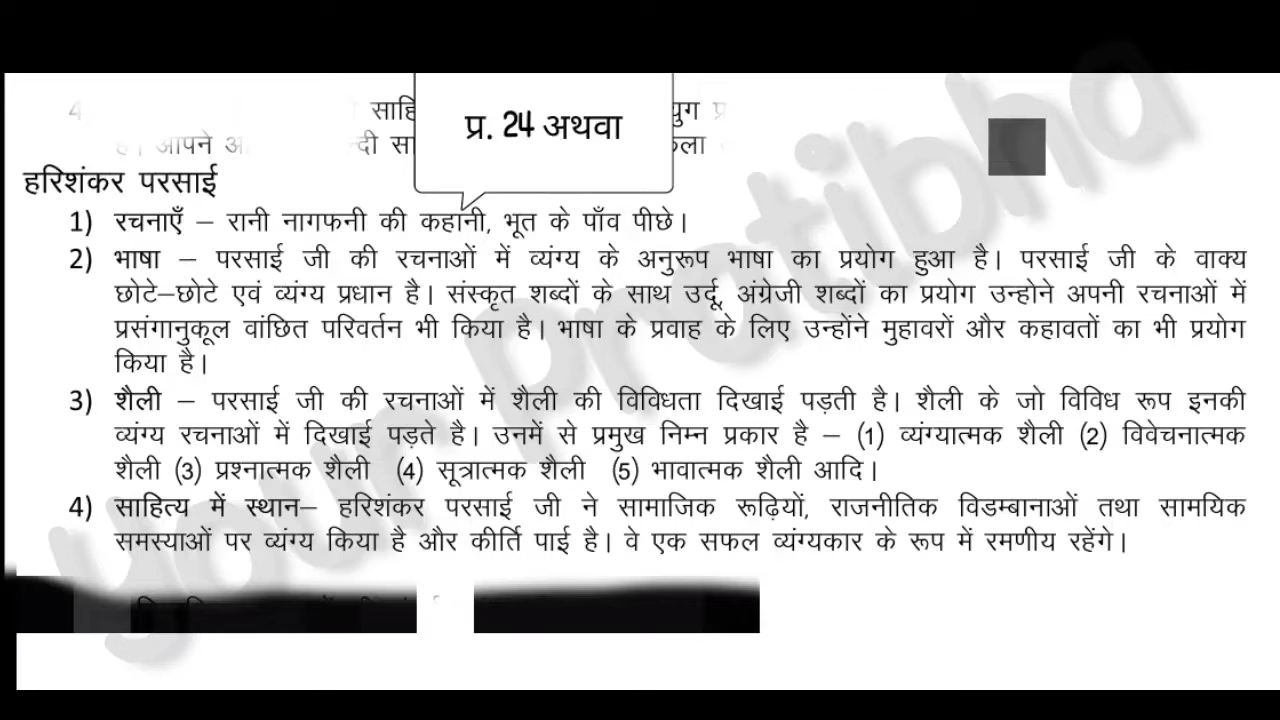 प्र. 24 अथवा
हरिशंकर परसाई
1) रचनाएँ – रानी नागफनी की कहानी, भूत के पाँव पीछे।
2) भाषा – परसाई जी की रचनाओं में व्यंग्य के अनुरूप भाषा का प्रयोग हुआ है। परसाई जी के वाक्य
छोटे–छोटे एवं व्यंग्य प्रधान है। संस्कृत शब्दों के साथ उर्दू, अंग्रेजी शब्दों का प्रयोग उन्होने अपनी रचनाओं में
प्रसंगानुकूल वांछित परिवर्तन भी किया है। भाषा के प्रवाह के लिए उन्होंने मुहावरों और कहावतों का भी प्रयोग
किया है।
3) शैली – परसाई जी की रचनाओं में शैली की विविधता दिखाई पड़ती है। शैली के जो विविध रूप इनकी
व्यंग्य रचनाओं में दिखाई पड़ते है। उनमें से प्रमुख निम्न प्रकार है – (1) व्यंग्यात्मक शैली (2) विवेचनात्मक
शैली (3) प्रश्नात्मक शैली (4) सूत्रात्मक शैली (5) भावात्मक शैली आदि।
4) साहित्य में स्थान– हरिशंकर परसाई जी ने सामाजिक रूढ़ियों, राजनीतिक विडम्बानाओं तथा सामयिक
समस्याओं पर व्यंग्य किया है और कीर्ति पाई है। वे एक सफल व्यंग्यकार के रूप में रमणीय रहेंगे।
your Pratibha